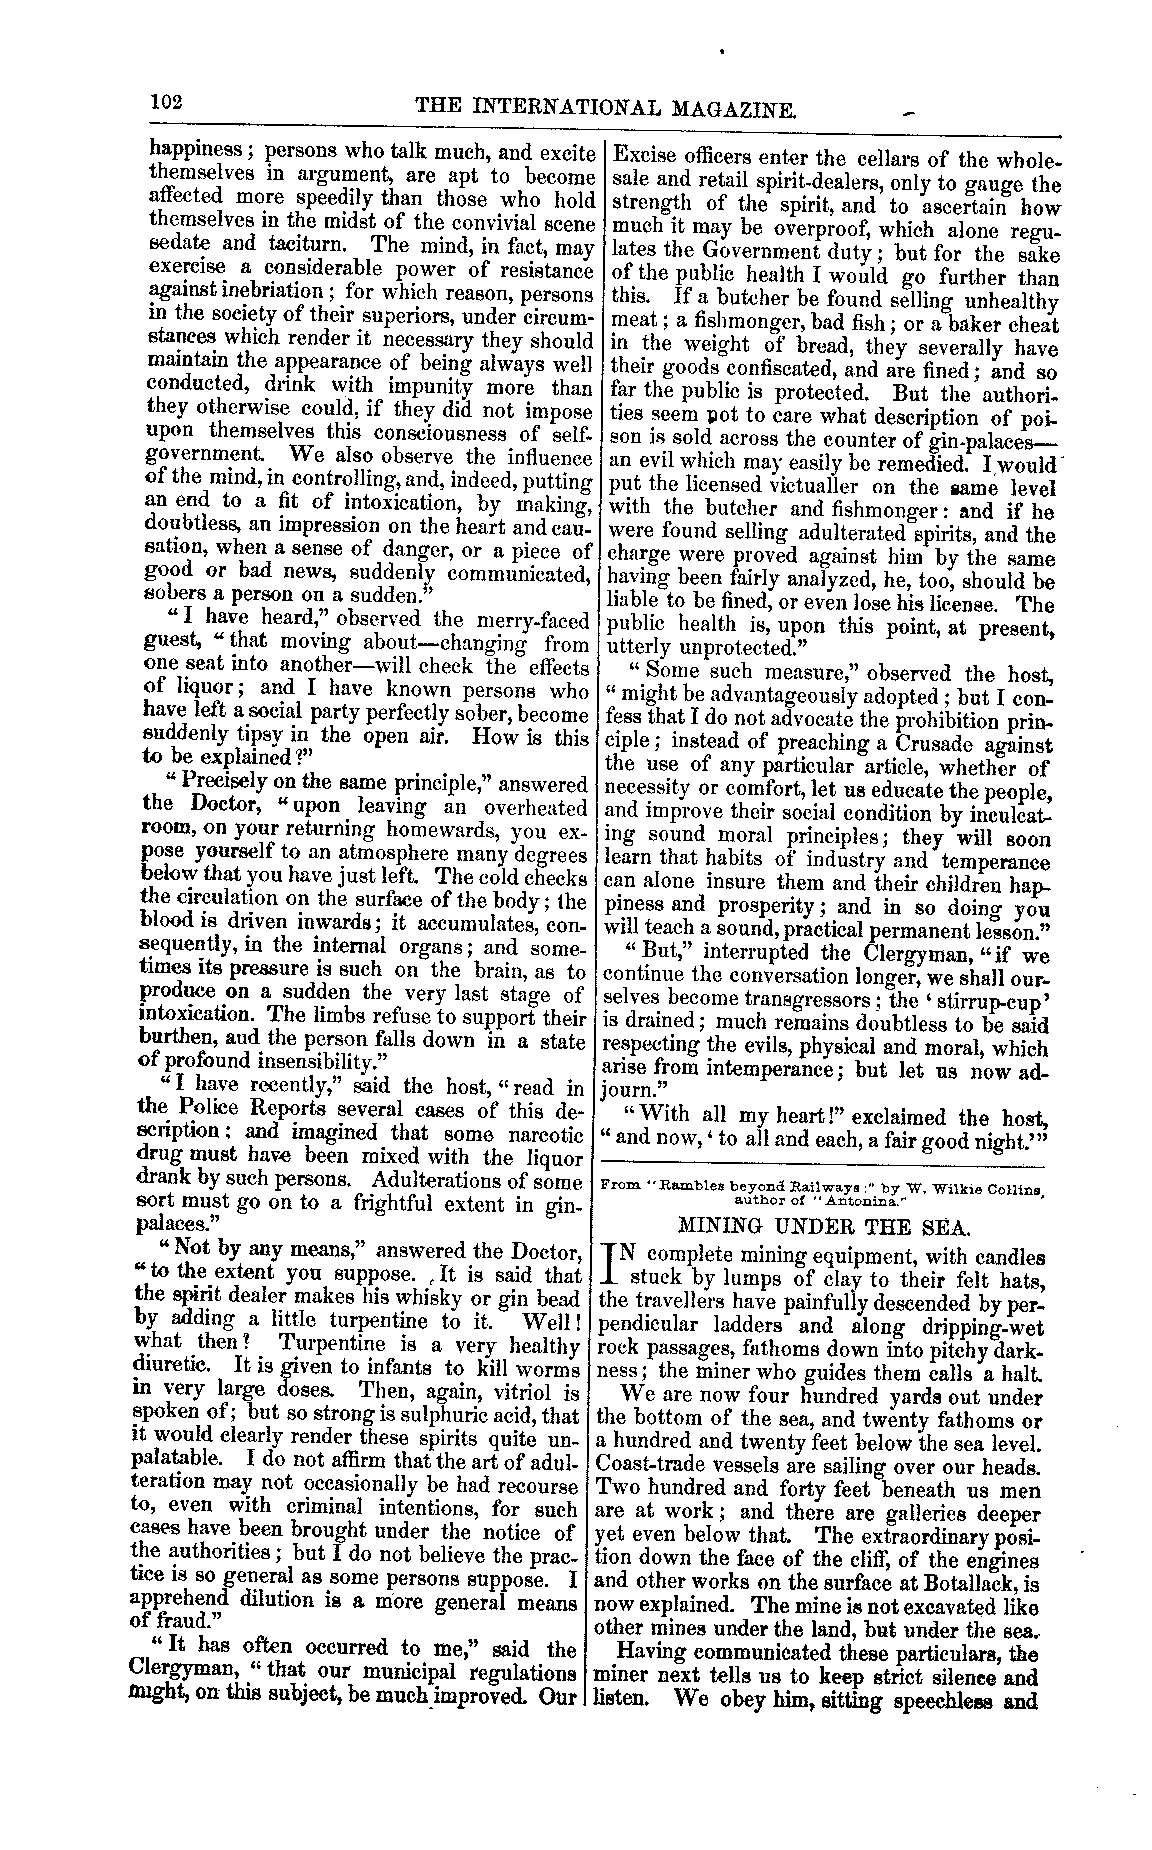 102
THE INTERNATIONAL MAGAZINE.
happiness; persons who talk much, and excite
themselves in argument, are apt to become
affected more speedily than those who hold
themselves in the midst of the convivial scene
sedate and taciturn. The mind, in fact, may
exercise a considerable power of resistance
against inebriation; for which reason, persons
in the society of their superiors, under circum-
stances which render it necessary they should
maintain the appearance of being always well
conducted, drink with impunity more than
they otherwise could, if they did not impose
upon themselves this consciousness of self-
government. We also observe the influence
of the mind, in controlling, and, indeed, putting
an end to a fit of intoxication, by making,
doubtless, an impression on the heart and cau-
sation, when a sense of danger, or a piece of
good or bad news, suddenly communicated,
sobers a person on a sudden."
"I have heard," observed the merry-faced
guest, "that moving about—changing from
one seat into another—will check the effects
of liquor; and I have known persons who
have left a social party perfectly sober, become
suddenly tipsy in the open air. How is this
to be explained?"
"Precisely on the same principle," answered
the Doctor, "upon leaving an overheated
room, on your returning homewards, you ex-
pose yourself to an atmosphere many degrees
below that you have just left. The cold checks
the circulation on the surface of the body; the
blood is driven inwards; it accumulates, con-
sequently, in the internal organs; and some-
times its pressure is such on the brain, as to
produce on a sudden the very last stage of
intoxication. The limbs refuse to support their
burthen, aud the person falls down in a state
of profound insensibility."
"I have recently," said the host, "read in
the Police Reports several cases of this de-
scription; and imagined that some narcotic
drug must have been mixed with the liquor
drank by such persons. Adulterations of some
sort must go on to a frightful extent in gin-
palaces."
"Not by any means," answered the Doctor,
"to the extent you suppose. It is said that
the spirit dealer makes his whisky or gin bead
by adding a little turpentine to it. Well!
what then? Turpentine is a very healthy
diuretic. It is given to infants to kill worms
in very large doses. Then, again, vitriol is
spoken of; but so strong is sulphuric acid, that
it would clearly render these spirits quite un-
palatable. I do not affirm that the art of adul-
teration may not occasionally be had recourse
to, even with criminal intentions, for such
cases have been brought under the notice of
the authorities; but I do not believe the prac-
tice is so general as some persons suppose. I
apprehend dilution is a more general means
of fraud."
"It has often occurred to me," said the
Clergyman, "that our municipal regulations
might, on this subject, be much improved. Our
Excise officers enter the cellars of the whole-
sale and retail spirit-dealers, only to gauge the
strength of the spirit, and to ascertain how
much it may be overproof, which alone regu-
lates the Government duty; but for the sake
of the public health I would go further than
this. If a butcher be found selling unhealthy
meat; a fishmonger, bad fish; or a baker cheat
in the weight of bread, they severally have
their goods confiscated, and are fined; and so
far the public is protected. But the authori-
ties seem not to care what description of poi-
son is sold across the counter of gin-palaces—
an evil which may easily be remedied. I would
put the licensed victualler on the same level
with the butcher and fishmonger: and if he
were found selling adulterated spirits, and the
charge were proved against him by the same
having been fairly analyzed, he, too, should be
liable to be fined, or even lose his license. The
public health is, upon this point, at present,
utterly unprotected."
"Some such measure," observed the host,
"might be advantageously adopted; but I con-
fess that I do not advocate the prohibition prin-
ciple; instead of preaching a Crusade against
the use of any particular article, whether of
necessity or comfort, let us educate the people,
and improve their social condition by inculcat-
ing sound moral principles; they will soon
learn that habits of industry and temperance
can alone insure them and their children hap-
piness and prosperity; and in so doing you
will teach a sound, practical permanent lesson."
"But," interrupted the Clergyman, "if we
continue the conversation longer, we shall our-
selves become transgressors; the 'stirrup-cup'
is drained; much remains doubtless to be said
respecting the evils, physical and moral, which
arise from intemperance; but let us now ad-
journ."
"With all my heart!" exclaimed the host,
"and now, 'to all and each, a fair good night.'"
From "Rambles beyond Railways;" by W. Wilkie Collins,
author of "Antonina."
MINING UNDER THE SEA.
IN complete mining equipment, with candles
stuck by lumps of clay to their felt hats,
the travellers have painfully descended by per-
pendicular ladders and along dripping-wet
rock passages, fathoms down into pitchy dark-
ness; the miner who guides them calls a halt.
We are now four hundred yards out under
the bottom of the sea, and twenty fathoms or
a hundred and twenty feet below the sea level.
Coast-trade vessels are sailing over our heads.
Two hundred and forty feet beneath us men
are at work; and there are galleries deeper
yet even below that. The extraordinary posi-
tion down the face of the cliff, of the engines
and other works on the surface at Botallack, is
now explained. The mine is not excavated like
other mines under the land, but under the sea.
Having communicated these particulars, the
miner next tells us to keep strict silence and
listen. We obey him, sitting speechless and